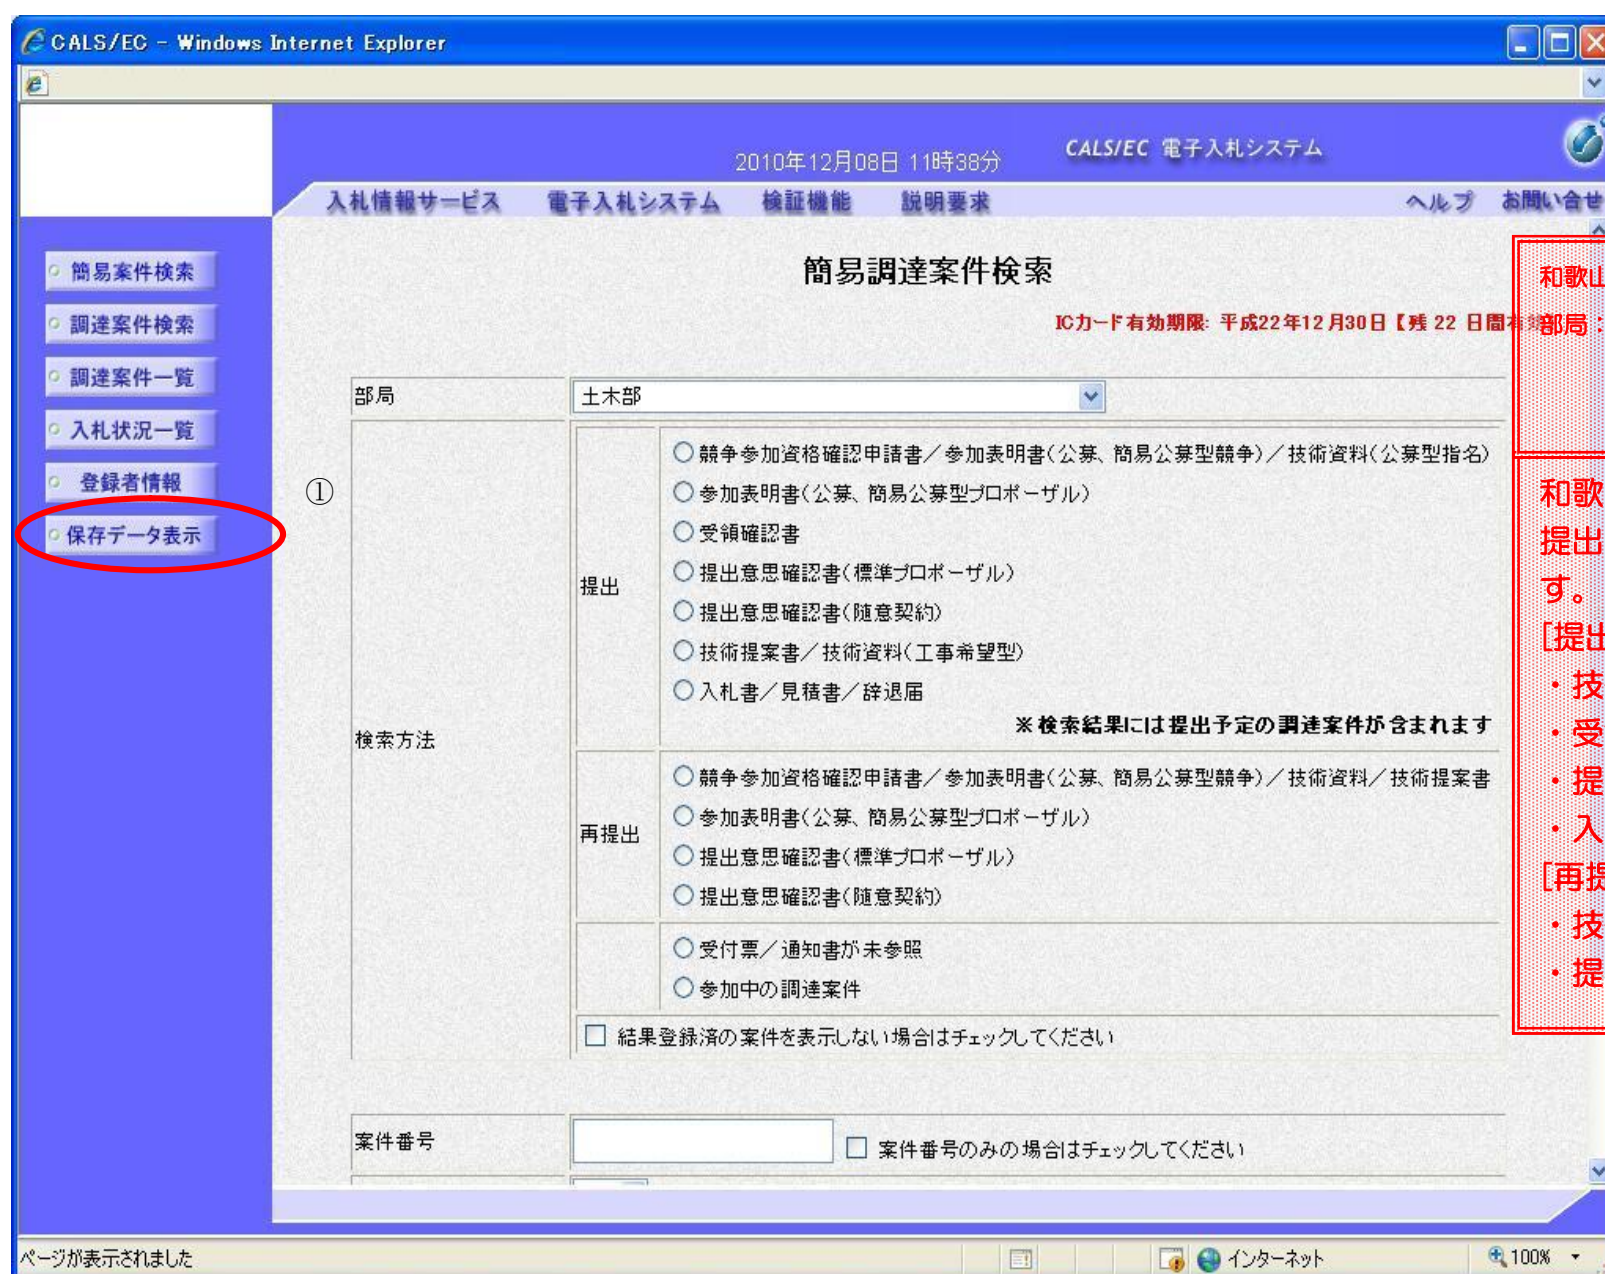 CALS/EC - Windows Internet Explorer
2010年12月08日 11時38分
CALS/EC 電子入札システム
入札情報サービス 電子入札システム 検証機能 説明要求 ヘルプ お問い合せ
簡易案件検索
調達案件検索
調達案件一覧
入札状況一覧
登録者情報
保存データ表示
①
簡易調達案件検索
ICカード有効期限: 平成22年12月30日【残 22 日間有
部局 土木部
検索方法
提出
競争参加資格確認申請書／参加表明書(公募、簡易公募型競争)／技術資料(公募型指名)
参加表明書(公募、簡易公募型プロポーザル)
受領確認書
提出意思確認書(標準プロポーザル)
提出意思確認書(随意契約)
技術提案書／技術資料(工事希望型)
入札書／見積書／辞退届
※検索結果には提出予定の調達案件が含まれます
再提出
競争参加資格確認申請書／参加表明書(公募、簡易公募型競争)／技術資料／技術提案書
参加表明書(公募、簡易公募型プロポーザル)
提出意思確認書(標準プロポーザル)
提出意思確認書(随意契約)
受付票／通知書が未参照
参加中の調達案件
結果登録済の案件を表示しない場合はチェックしてください
案件番号 案件番号のみの場合はチェックしてください
和歌山
部局：
和歌
提出
す。
[提出
・技
・受
・提
・入
[再提
・技
・提
ページが表示されました インターネット 100%